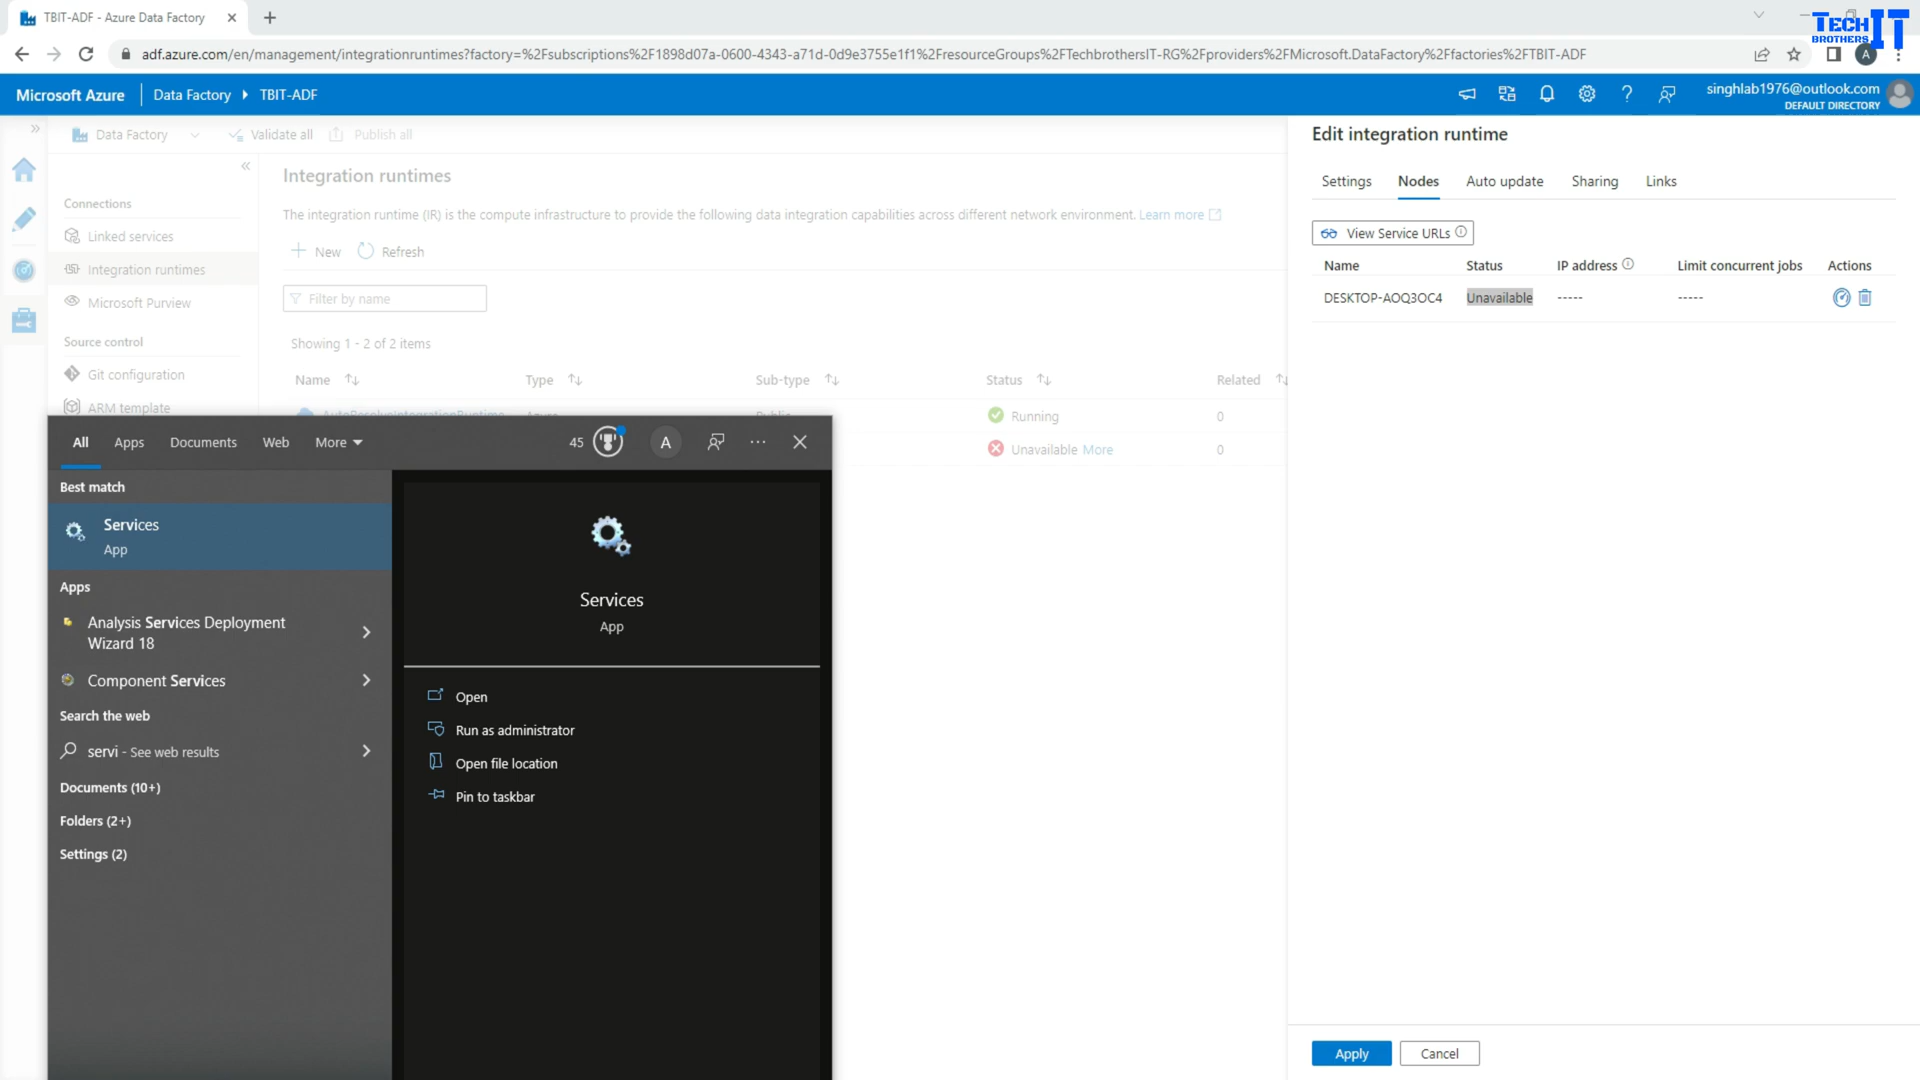 TBIT-ADF - Azure Data Factory
TECH IT
BROTHERS
adf.azure.com/en/management/integrationruntimes?factory=%2Fsubscriptions%2F1898d07a-0600-4343-a71d-0d9e3755e1f1%2FresourceGroups%2FTechbrothersIT-RG%2Fproviders%2FMicrosoft.DataFactory%2Ffactories%2FTBIT-ADF
A
Microsoft Azure
Data Factory
TBIT-ADF
singhlab1976@outlook.com
DEFAULT DIRECTORY
Data Factory
Validate all
Publish all
Connections
Linked services
Integration runtimes
Microsoft Purview
Source control
Git configuration
ARM template
Integration runtimes
The integration runtime (IR) is the compute infrastructure to provide the following data integration capabilities across different network environment. Learn more
New
Refresh
Filter by name
Showing 1 - 2 of 2 items
Name Type Sub-type Status Related
AutoResolveIntegrationRuntime Azure Public Running 0
Unavailable More 0
Edit integration runtime
Settings Nodes Auto update Sharing Links
View Service URLs
Name Status IP address Limit concurrent jobs Actions
DESKTOP-AOQ3OC4 Unavailable ----- -----
Apply
Cancel
All Apps Documents Web More
45
A
Best match
Services
App
Apps
Analysis Services Deployment
Wizard 18
Component Services
Search the web
servi - See web results
Documents (10+)
Folders (2+)
Settings (2)
Services
App
Open
Run as administrator
Open file location
Pin to taskbar